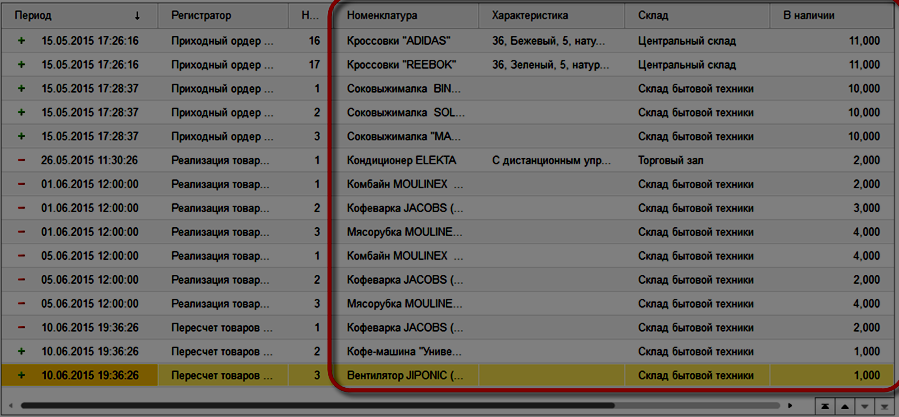 Период ↓ Регистратор Н... Номенклатура Характеристика Склад В наличии
+ 15.05.2015 17:26:16 Приходный ордер ... 16 Кроссовки "ADIDAS" 36, Бежевый, 5, нату... Центральный склад 11,000
+ 15.05.2015 17:26:16 Приходный ордер ... 17 Кроссовки "REEBOK" 36, Зеленый, 5, натур... Центральный склад 11,000
+ 15.05.2015 17:28:37 Приходный ордер ... 1 Соковыжималка BIN... Склад бытовой техники 10,000
+ 15.05.2015 17:28:37 Приходный ордер ... 2 Соковыжималка SOL... Склад бытовой техники 10,000
+ 15.05.2015 17:28:37 Приходный ордер ... 3 Соковыжималка "МА... Склад бытовой техники 10,000
− 26.05.2015 11:30:26 Реализация товар... 1 Кондиционер ELEKTA С дистанционным упр... Торговый зал 2,000
− 01.06.2015 12:00:00 Реализация товар... 1 Комбайн MOULINEX ... Склад бытовой техники 2,000
− 01.06.2015 12:00:00 Реализация товар... 2 Кофеварка JACOBS (... Склад бытовой техники 3,000
− 01.06.2015 12:00:00 Реализация товар... 3 Мясорубка MOULINE... Склад бытовой техники 4,000
− 05.06.2015 12:00:00 Реализация товар... 1 Комбайн MOULINEX ... Склад бытовой техники 4,000
− 05.06.2015 12:00:00 Реализация товар... 2 Кофеварка JACOBS (... Склад бытовой техники 2,000
− 05.06.2015 12:00:00 Реализация товар... 3 Мясорубка MOULINE... Склад бытовой техники 4,000
− 10.06.2015 19:36:26 Пересчет товаров ... 1 Кофеварка JACOBS (... Склад бытовой техники 2,000
+ 10.06.2015 19:36:26 Пересчет товаров ... 2 Кофе-машина "Униве... Склад бытовой техники 1,000
+ 10.06.2015 19:36:26 Пересчет товаров ... 3 Вентилятор JIPONIC (... Склад бытовой техники 1,000